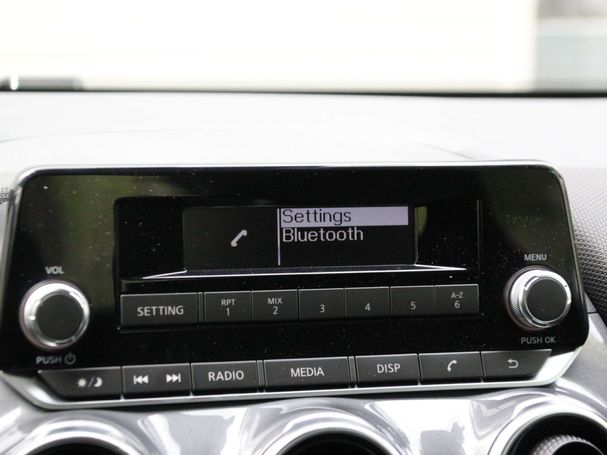 Settings
Bluetooth
VOL
MENU
SETTING
RPT
1
MIX
2
3
4
5
A-Z
6
PUSH
PUSH OK
RADIO
MEDIA
DISP